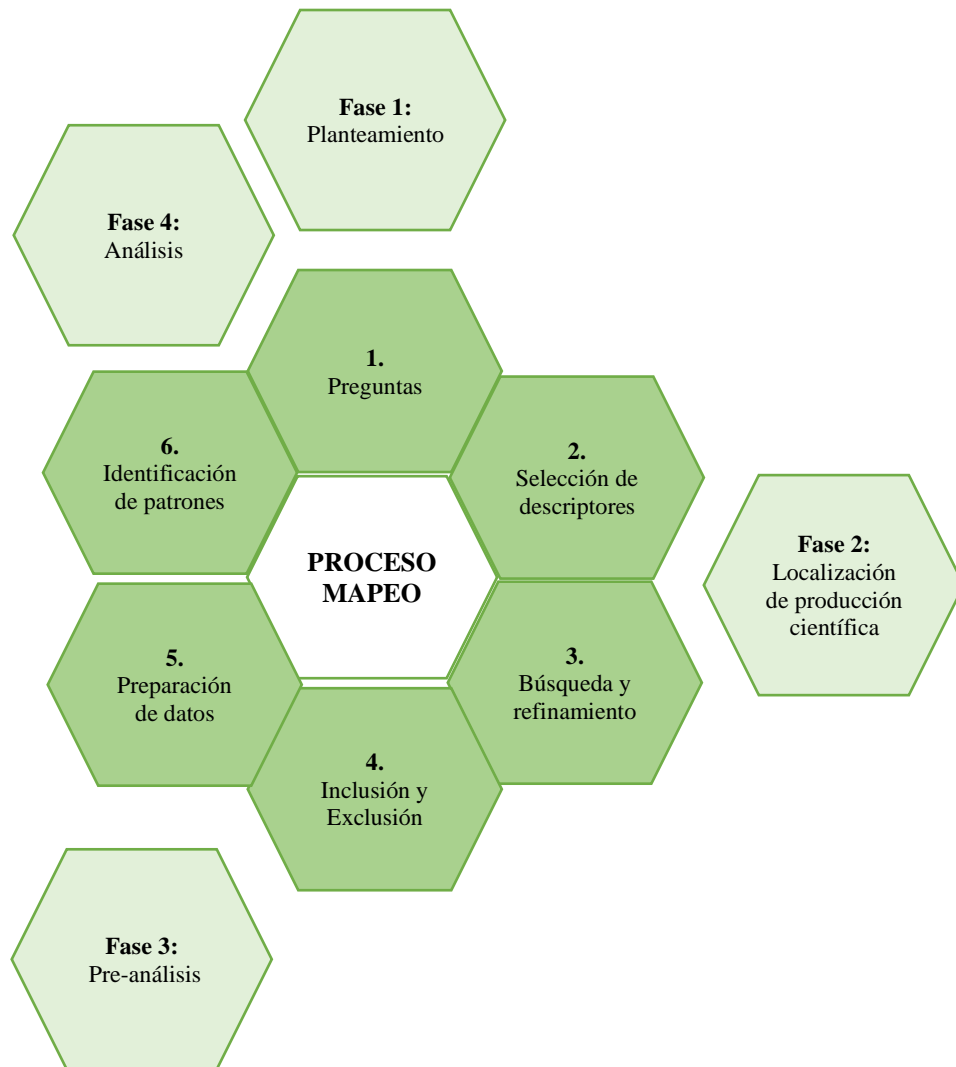 Fase 1:
Planteamiento
Fase 4:
Análisis
1.
Preguntas
6.
Identificación
de patrones
2.
Selección de
descriptores
PROCESO
MAPEO
Fase 2:
Localización
de producción
científica
5.
Preparación
de datos
3.
Búsqueda y
refinamiento
4.
Inclusión y
Exclusión
Fase 3:
Pre-análisis